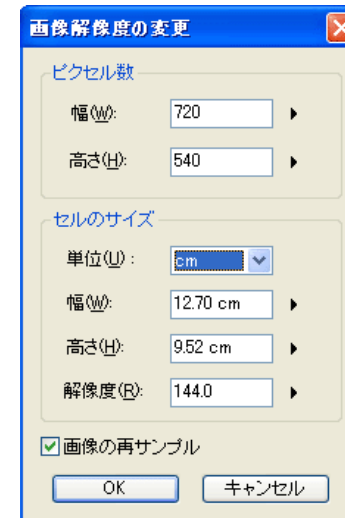 画像解像度の変更
ピクセル数
幅(W): 720
高さ(H): 540
セルのサイズ
単位(U) : cm
幅(W): 12.70 cm
高さ(H): 9.52 cm
解像度(R): 144.0
画像の再サンプル
OK キャンセル